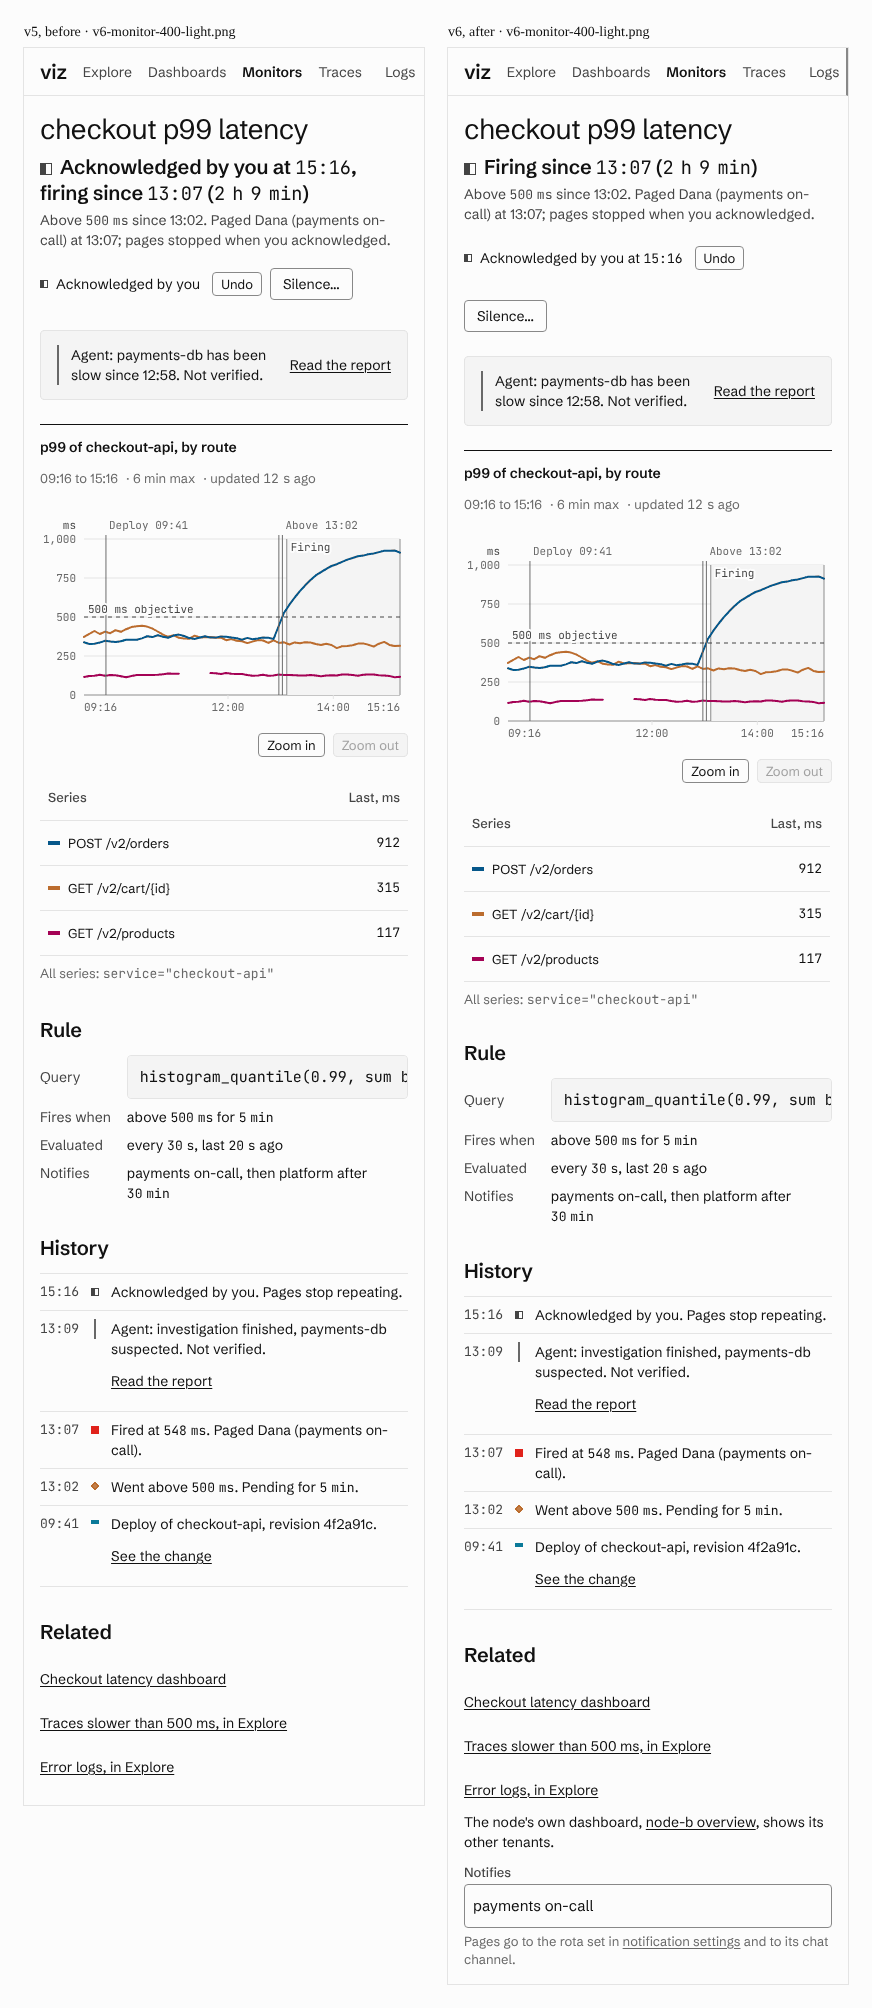 v5, before · v6-monitor-400-light.png
viz Explore Dashboards Monitors Traces Logs
checkout p99 latency
Acknowledged by you at 15:16,
firing since 13:07 (2 h 9 min)
Above 500 ms since 13:02. Paged Dana (payments on-
call) at 13:07; pages stopped when you acknowledged.
Acknowledged by you Undo Silence…
Agent: payments-db has been
slow since 12:58. Not verified.
Read the report
p99 of checkout-api, by route
09:16 to 15:16 · 6 min max · updated 12 s ago
ms Deploy 09:41 Above 13:02
1,000
Firing
750
500 500 ms objective
250
0
09:16 12:00 14:00 15:16
Zoom in Zoom out
Series Last, ms
POST /v2/orders 912
GET /v2/cart/{id} 315
GET /v2/products 117
All series: service="checkout-api"
Rule
Query histogram_quantile(0.99, sum b
Fires when above 500 ms for 5 min
Evaluated every 30 s, last 20 s ago
Notifies payments on-call, then platform after
30 min
History
15:16 Acknowledged by you. Pages stop repeating.
13:09 Agent: investigation finished, payments-db
suspected. Not verified.
Read the report
13:07 Fired at 548 ms. Paged Dana (payments on-
call).
13:02 Went above 500 ms. Pending for 5 min.
09:41 Deploy of checkout-api, revision 4f2a91c.
See the change
Related
Checkout latency dashboard
Traces slower than 500 ms, in Explore
Error logs, in Explore
v6, after · v6-monitor-400-light.png
viz Explore Dashboards Monitors Traces Logs
checkout p99 latency
Firing since 13:07 (2 h 9 min)
Above 500 ms since 13:02. Paged Dana (payments on-
call) at 13:07; pages stopped when you acknowledged.
Acknowledged by you at 15:16 Undo
Silence…
Agent: payments-db has been
slow since 12:58. Not verified.
Read the report
p99 of checkout-api, by route
09:16 to 15:16 · 6 min max · updated 12 s ago
ms Deploy 09:41 Above 13:02
1,000
Firing
750
500 500 ms objective
250
0
09:16 12:00 14:00 15:16
Zoom in Zoom out
Series Last, ms
POST /v2/orders 912
GET /v2/cart/{id} 315
GET /v2/products 117
All series: service="checkout-api"
Rule
Query histogram_quantile(0.99, sum b
Fires when above 500 ms for 5 min
Evaluated every 30 s, last 20 s ago
Notifies payments on-call, then platform after
30 min
History
15:16 Acknowledged by you. Pages stop repeating.
13:09 Agent: investigation finished, payments-db
suspected. Not verified.
Read the report
13:07 Fired at 548 ms. Paged Dana (payments on-
call).
13:02 Went above 500 ms. Pending for 5 min.
09:41 Deploy of checkout-api, revision 4f2a91c.
See the change
Related
Checkout latency dashboard
Traces slower than 500 ms, in Explore
Error logs, in Explore
The node's own dashboard, node-b overview, shows its
other tenants.
Notifies
payments on-call
Pages go to the rota set in notification settings and to its chat
channel.